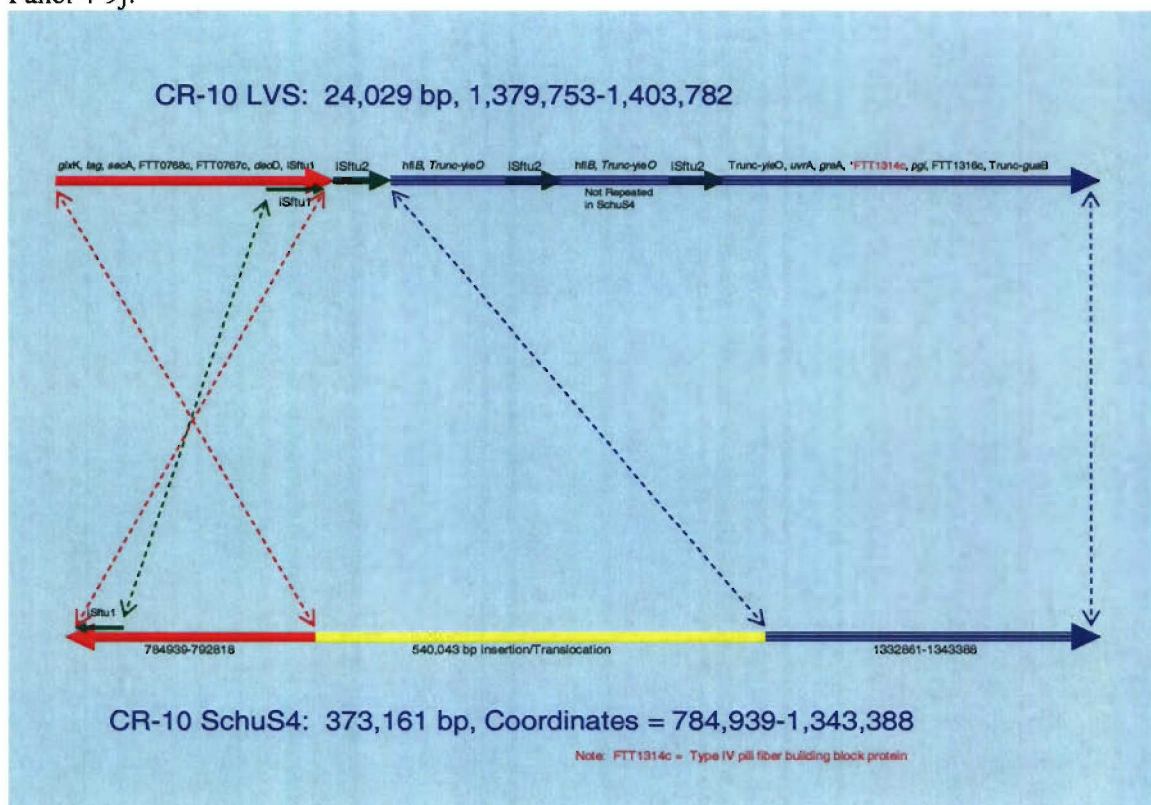 Panel 4-9j.
CR-10 LVS: 24,029 bp, 1,379,753-1,403,782
glxK, tag, secA, FTT0768c, FTT0767c, deoD, iSftu1 iSftu2 hflB, Trunc-yieO iSftu2 hflB, Trunc-yieO iSftu2 Trunc-yieO, uvrA, greA, *FTT1314c, pgi, FTT1316c, Trunc-guaB
iSftu1
Not Repeated
in SchuS4
iSftu1
784939-792818 540,043 bp Insertion/Translocation 1332861-1343388
CR-10 SchuS4: 373,161 bp, Coordinates = 784,939-1,343,388
Note: FTT1314c = Type IV pili fiber building block protein